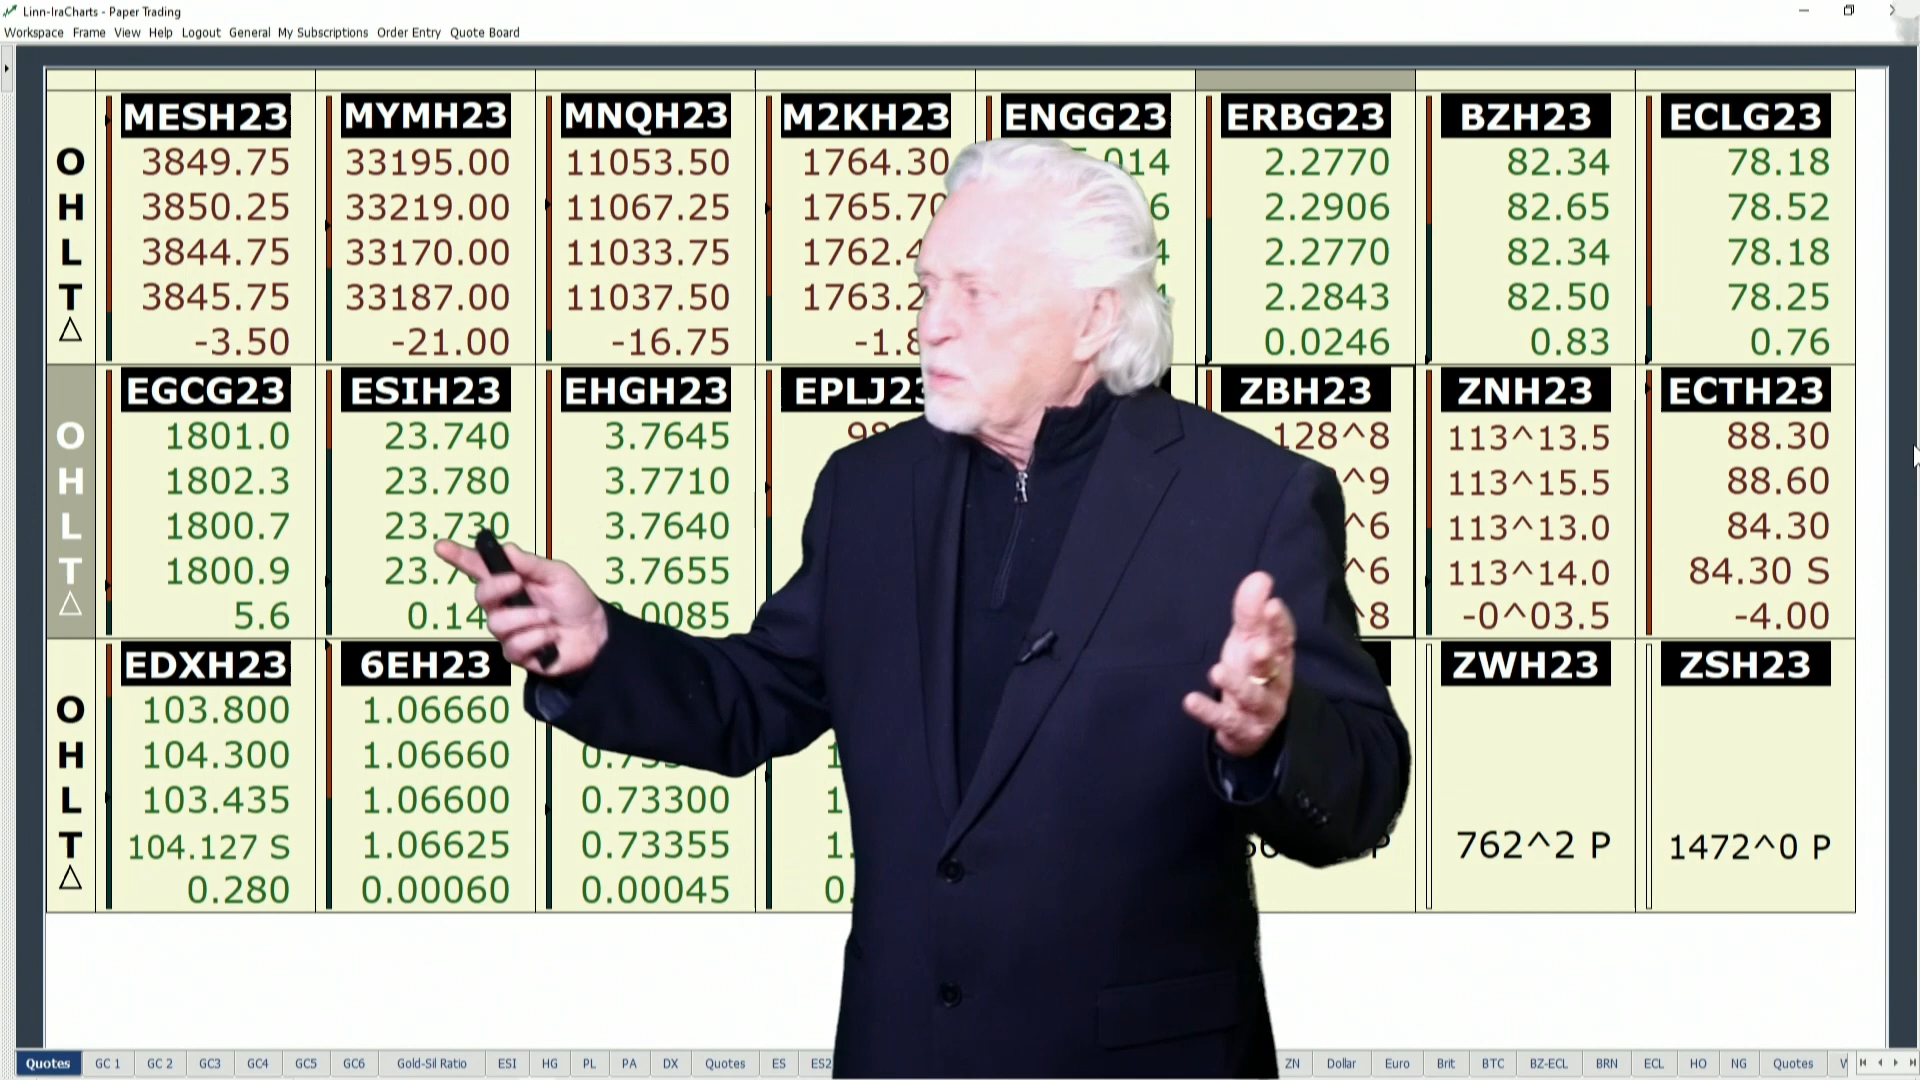 Linn-IraCharts - Paper Trading
Workspace Frame View Help Logout General My Subscriptions Order Entry Quote Board
MESH23 MYMH23 MNQH23 M2KH23 ENGG23 ERBG23 BZH23 ECLG23
O 3849.75 33195.00 11053.50 1764.30 2.2770 82.34 78.18
H 3850.25 33219.00 11067.25 2.2906 82.65 78.52
L 3844.75 33170.00 11033.75 2.2770 82.34 78.18
T 3845.75 33187.00 11037.50 2.2843 82.50 78.25
△ -3.50 -21.00 -16.75 0.0246 0.83 0.76
EGCG23 ESIH23 EHGH23 ZBH23 ZNH23 ECTH23
O 1801.0 23.740 3.7645 128^8 113^13.5 88.30
H 1802.3 23.780 3.7710 113^15.5 88.60
L 1800.7 23.730 3.7640 113^13.0 84.30
T 1800.9 3.7655 113^14.0 84.30 S
△ 5.6 -0^03.5 -4.00
EDXH23 6EH23 ZWH23 ZSH23
O 103.800 1.06660
H 104.300 1.06660
L 103.435 1.06600 0.73300
T 104.127 S 1.06625 0.73355 762^2 P 1472^0 P
△ 0.280 0.00060 0.00045
Quotes GC 1 GC 2 GC3 GC4 GC5 GC6 Gold-Sil Ratio ESI HG PL PA DX Quotes ES ES2 ZN Dollar Euro Brit BTC BZ-ECL BRN ECL HO NG Quotes